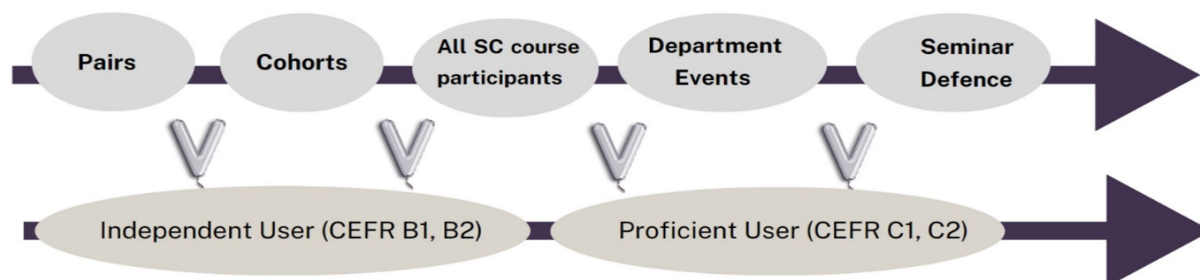 Pairs
Cohorts
All SC course
participants
Department
Events
Seminar
Defence
V V V V
Independent User (CEFR B1, B2)
Proficient User (CEFR C1, C2)